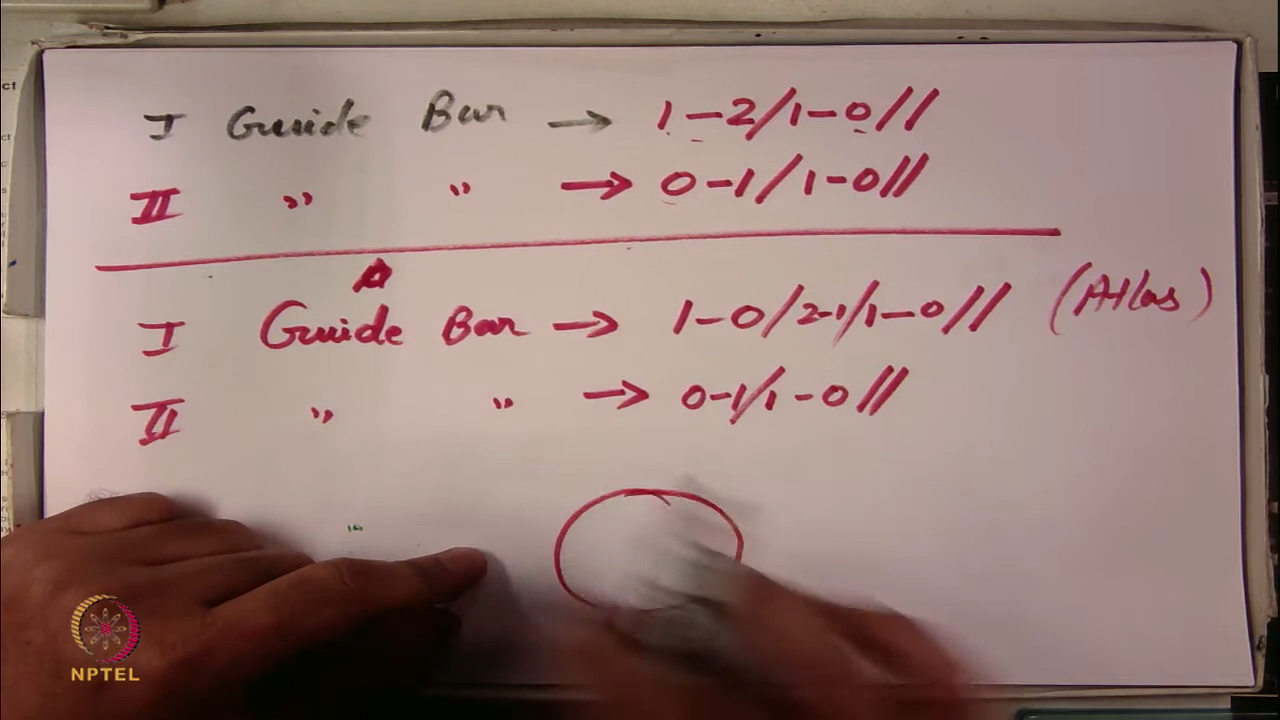 I Guide Bar → 1-2/1-0//
II " " → 0-1/1-0//
I Guide Bar → 1-0/2-1/1-0// (Atlas)
II " " → 0-1/1-0//
NPTEL